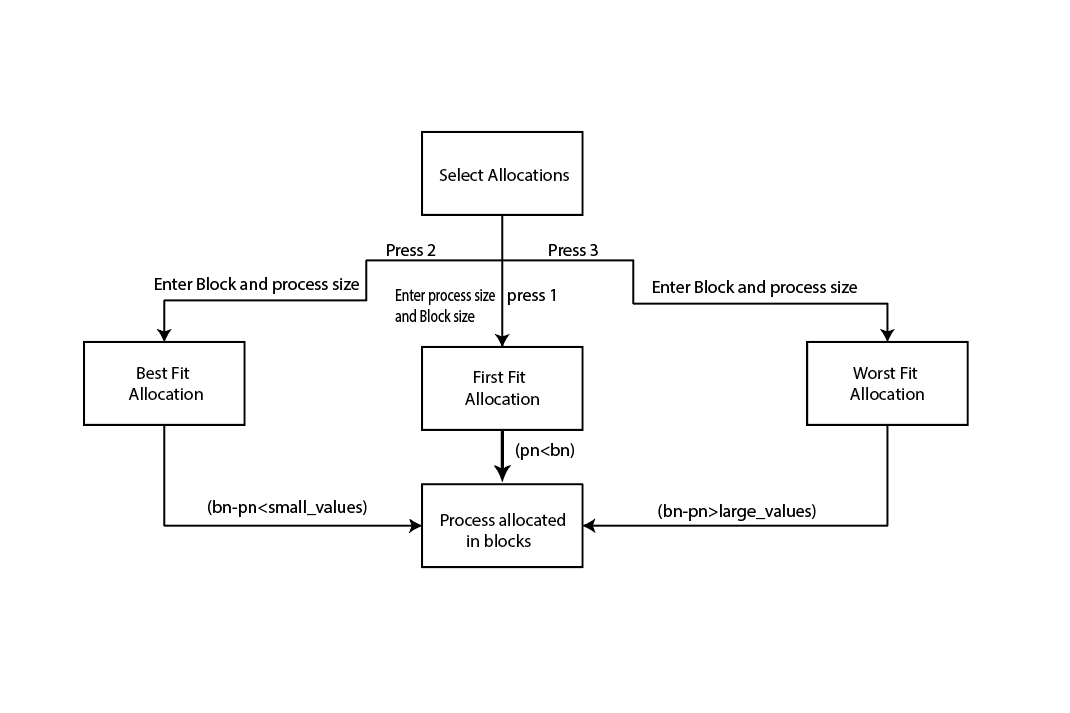 Select Allocations
Press 2
Press 3
Enter Block and process size
Enter process size
and Block size
press 1
Enter Block and process size
Best Fit
Allocation
First Fit
Allocation
Worst Fit
Allocation
(pn<bn)
(bn-pn<small_values)
(bn-pn>large_values)
Process allocated
in blocks